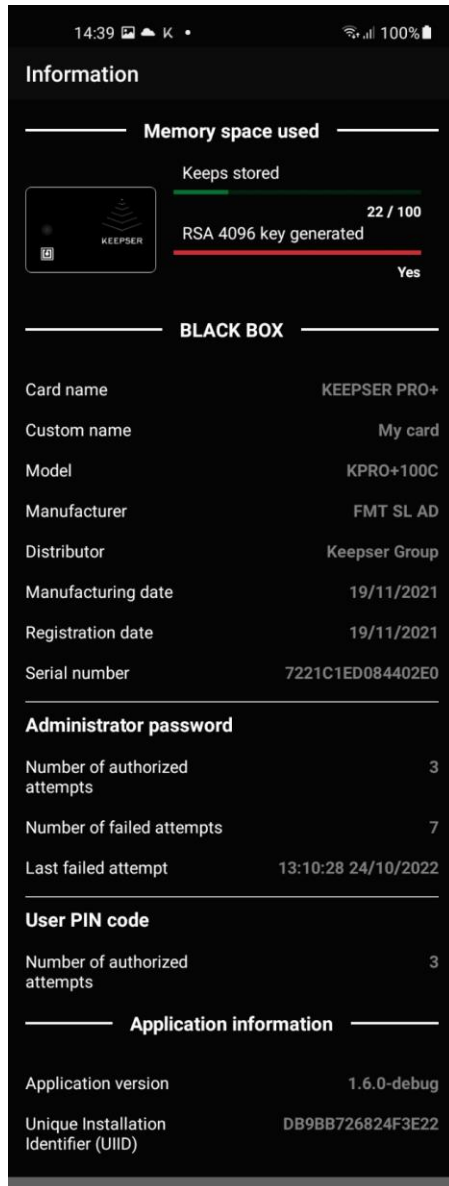 14:39 K •
100%
Information
Memory space used
Keeps stored
22 / 100
KEEPSER
RSA 4096 key generated
Yes
BLACK BOX
Card name KEEPSER PRO+
Custom name My card
Model KPRO+100C
Manufacturer FMT SL AD
Distributor Keepser Group
Manufacturing date 19/11/2021
Registration date 19/11/2021
Serial number 7221C1ED084402E0
Administrator password
Number of authorized 3
attempts
Number of failed attempts 7
Last failed attempt 13:10:28 24/10/2022
User PIN code
Number of authorized 3
attempts
Application information
Application version 1.6.0-debug
Unique Installation DB9BB726824F3E22
Identifier (UIID)